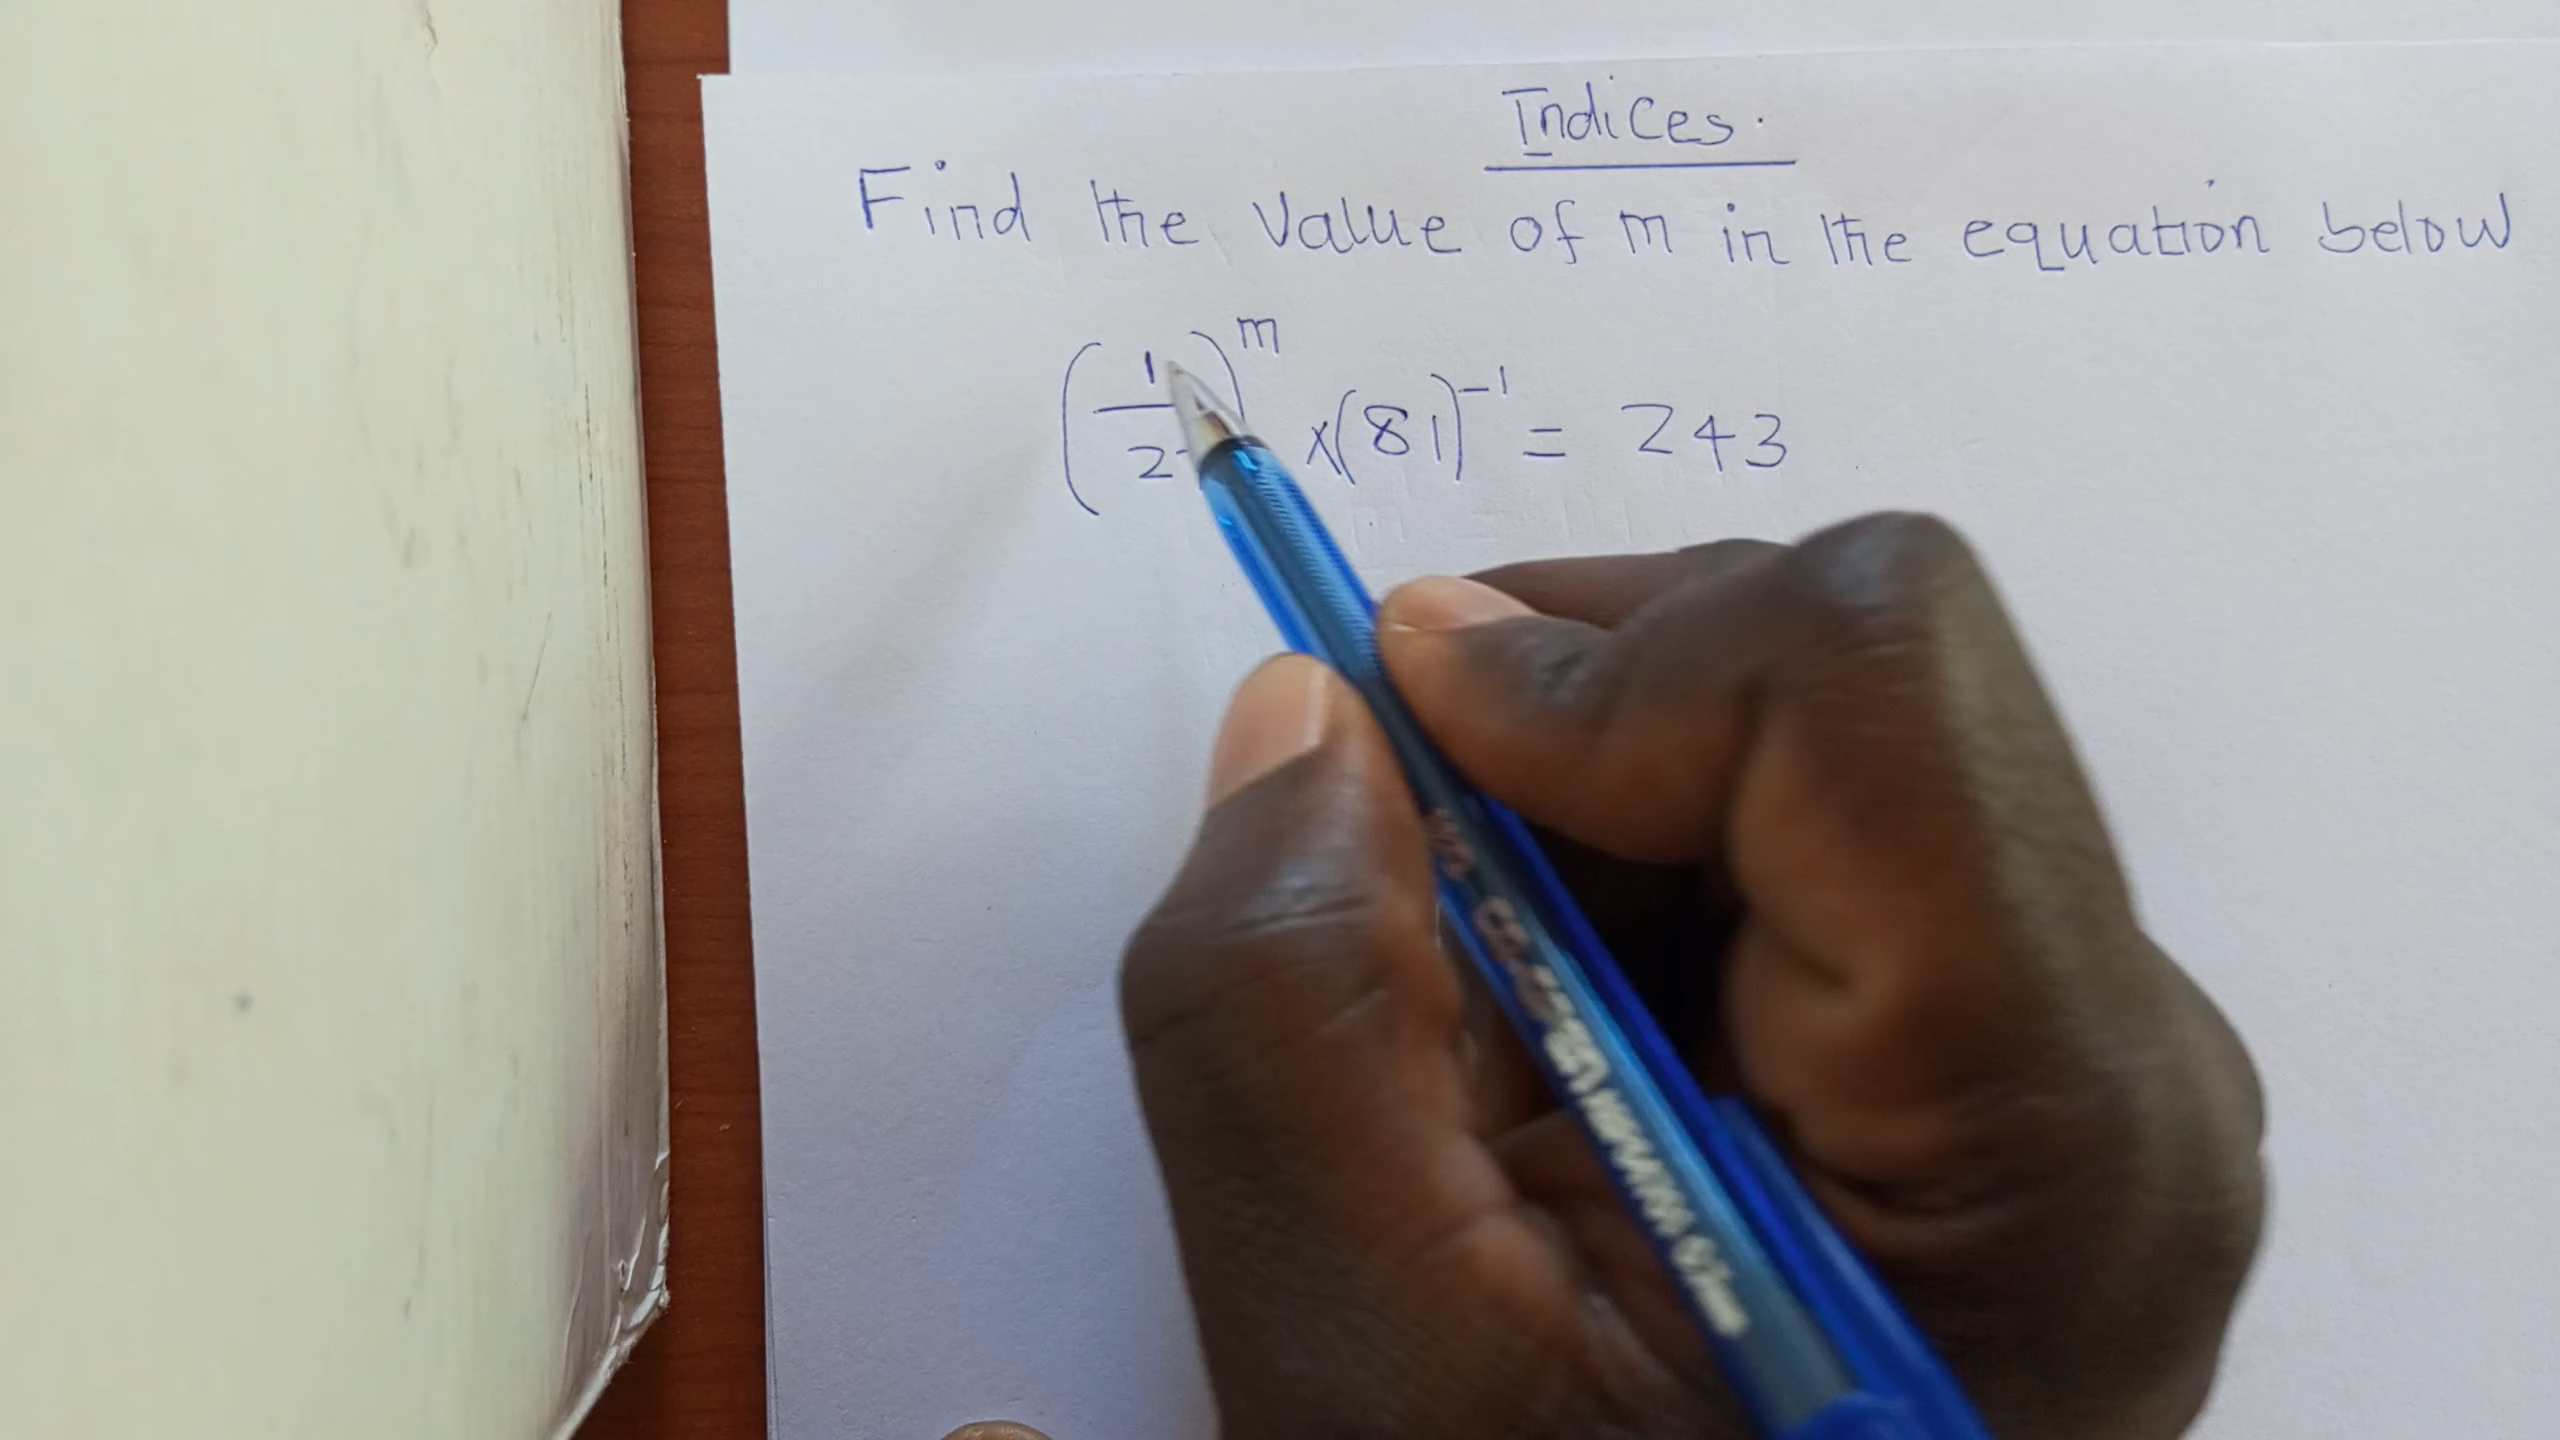 Indices.
Find the value of m in the equation below
(1/2)^m x(81)^-1 = 243